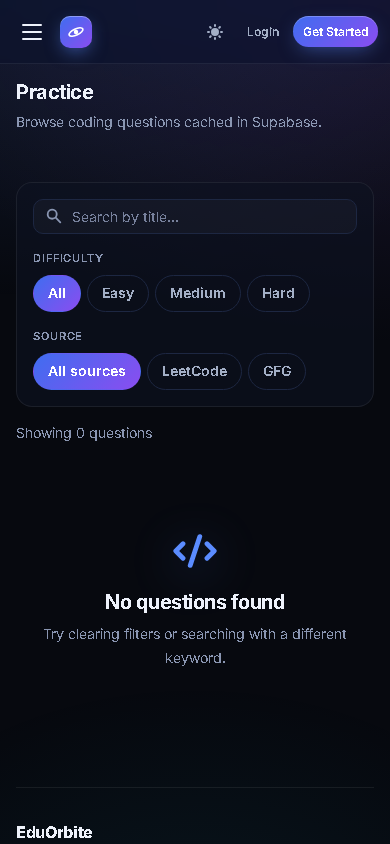 Login
Get Started
Practice
Browse coding questions cached in Supabase.
Search by title...
DIFFICULTY
All
Easy
Medium
Hard
SOURCE
All sources
LeetCode
GFG
Showing 0 questions
No questions found
Try clearing filters or searching with a different
keyword.
EduOrbite